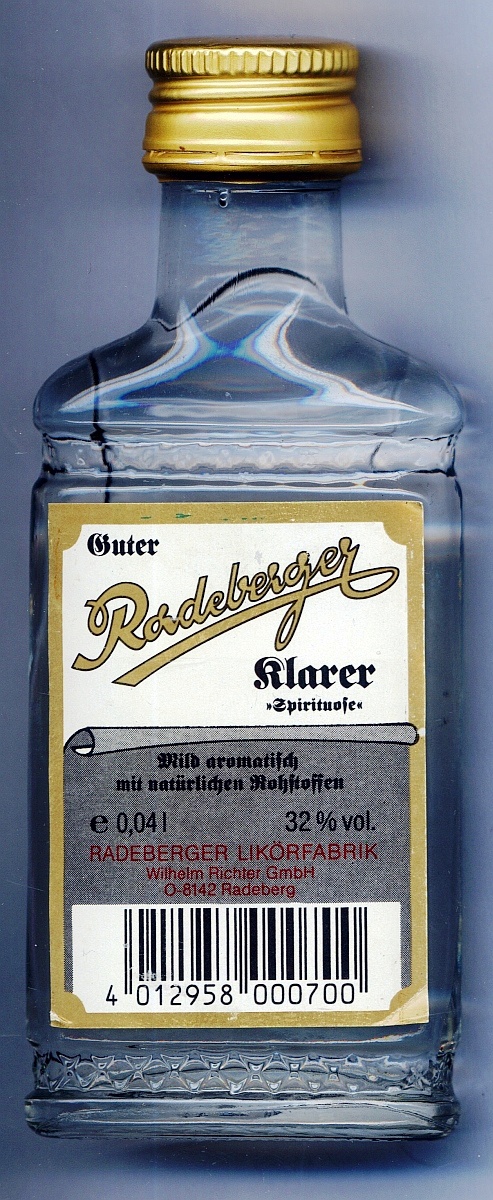 Guter
Radeberger
Klarer
»Spirituose«
Mild aromatisch
mit natürlichen Rohstoffen
℮ 0,04 l 32 % vol.
RADEBERGER LIKÖRFABRIK
Wilhelm Richter GmbH
O-8142 Radeberg
4 012958 000700